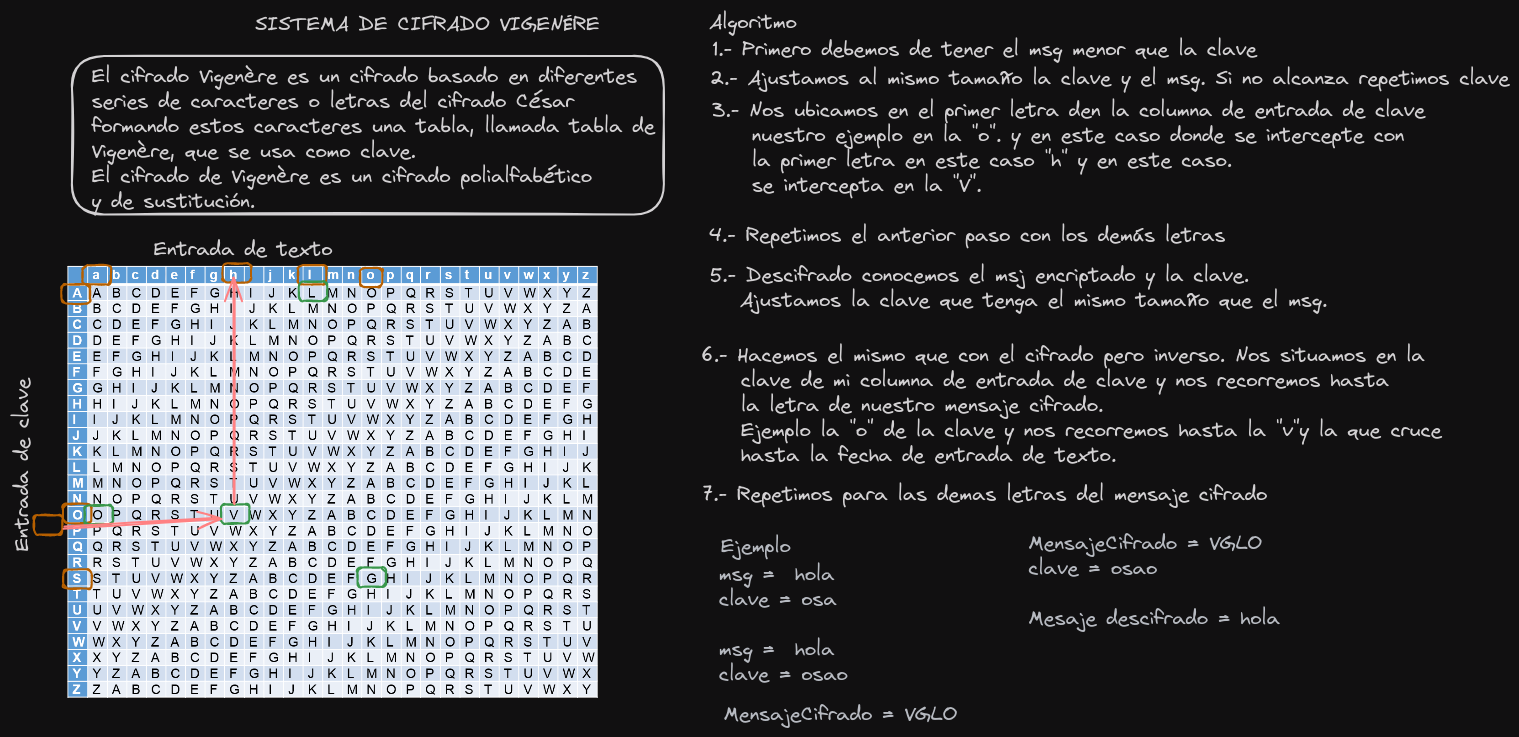 SISTEMA DE CIFRADO VIGENÉRE
El cifrado Vigenère es un cifrado basado en diferentes
series de caracteres o letras del cifrado César
formando estos caracteres una tabla, llamada tabla de
Vigenère, que se usa como clave.
El cifrado de Vigenère es un cifrado polialfabético
y de sustitución.
Entrada de texto
Entrada de clave
a b c d e f g h j k l m n o p q r s t u v w x y z
A A B C D E F G H I J K L M N O P Q R S T U V W X Y Z
B B C D E F G H I J K L M N O P Q R S T U V W X Y Z A
C C D E F G H I J K L M N O P Q R S T U V W X Y Z A B
D D E F G H I J K L M N O P Q R S T U V W X Y Z A B C
E E F G H I J K L M N O P Q R S T U V W X Y Z A B C D
F F G H I J K L M N O P Q R S T U V W X Y Z A B C D E
G G H I J K L M N O P Q R S T U V W X Y Z A B C D E F
H H I J K L M N O P Q R S T U V W X Y Z A B C D E F G
I I J K L M N O P Q R S T U V W X Y Z A B C D E F G H
J J K L M N O P Q R S T U V W X Y Z A B C D E F G H I
K K L M N O P Q R S T U V W X Y Z A B C D E F G H I J
L L M N O P Q R S T U V W X Y Z A B C D E F G H I J K
M M N O P Q R S T U V W X Y Z A B C D E F G H I J K L
N N O P Q R S T U V W X Y Z A B C D E F G H I J K L M
O O P Q R S T U V W X Y Z A B C D E F G H I J K L M N
P P Q R S T U V W X Y Z A B C D E F G H I J K L M N O
Q Q R S T U V W X Y Z A B C D E F G H I J K L M N O P
R R S T U V W X Y Z A B C D E F G H I J K L M N O P Q
S S T U V W X Y Z A B C D E F G H I J K L M N O P Q R
T T U V W X Y Z A B C D E F G H I J K L M N O P Q R S
U U V W X Y Z A B C D E F G H I J K L M N O P Q R S T
V V W X Y Z A B C D E F G H I J K L M N O P Q R S T U
W W X Y Z A B C D E F G H I J K L M N O P Q R S T U V
X X Y Z A B C D E F G H I J K L M N O P Q R S T U V W
Y Y Z A B C D E F G H I J K L M N O P Q R S T U V W X
Z Z A B C D E F G H I J K L M N O P Q R S T U V W X Y
Algoritmo
1.- Primero debemos de tener el msg menor que la clave
2.- Ajustamos al mismo tamaño la clave y el msg. Si no alcanza repetimos clave
3.- Nos ubicamos en el primer letra den la columna de entrada de clave
nuestro ejemplo en la "o". y en este caso donde se intercepte con
la primer letra en este caso "h" y en este caso.
se intercepta en la "V".
4.- Repetimos el anterior paso con los demás letras
5.- Descifrado conocemos el msj encriptado y la clave.
Ajustamos la clave que tenga el mismo tamaño que el msg.
6.- Hacemos el mismo que con el cifrado pero inverso. Nos situamos en la
clave de mi columna de entrada de clave y nos recorremos hasta
la letra de nuestro mensaje cifrado.
Ejemplo la "o" de la clave y nos recorremos hasta la "v"y la que cruce
hasta la fecha de entrada de texto.
7.- Repetimos para las demas letras del mensaje cifrado
Ejemplo
msg = hola
clave = osa
msg = hola
clave = osao
MensajeCifrado = VGLO
MensajeCifrado = VGLO
clave = osao
Mesaje descifrado = hola